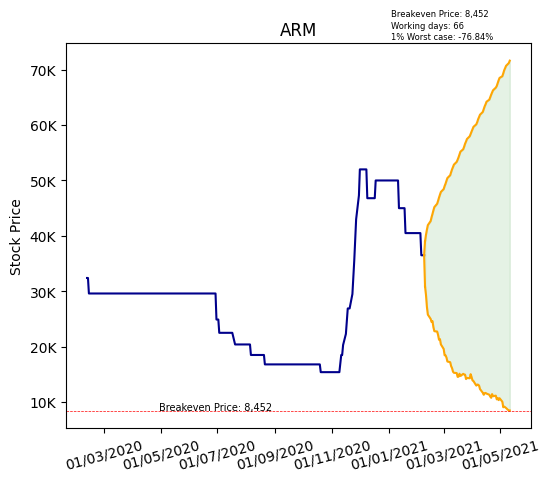 Breakeven Price: 8,452
Working days: 66
1% Worst case: -76.84%
ARM
70K
60K
50K
40K
30K
20K
10K
Stock Price
Breakeven Price: 8,452
01/03/2020 01/05/2020 01/07/2020 01/09/2020 01/11/2020 01/01/2021 01/03/2021 01/05/2021